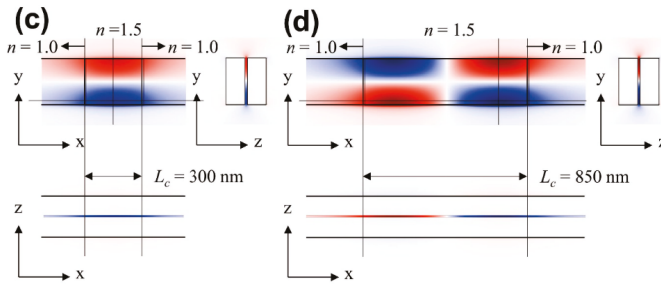 (c)
n = 1.5
n = 1.0
n = 1.0
y
y
x
z
L_c = 300 nm
z
x
(d)
n = 1.5
n = 1.0
n = 1.0
y
y
x
z
L_c = 850 nm
z
x